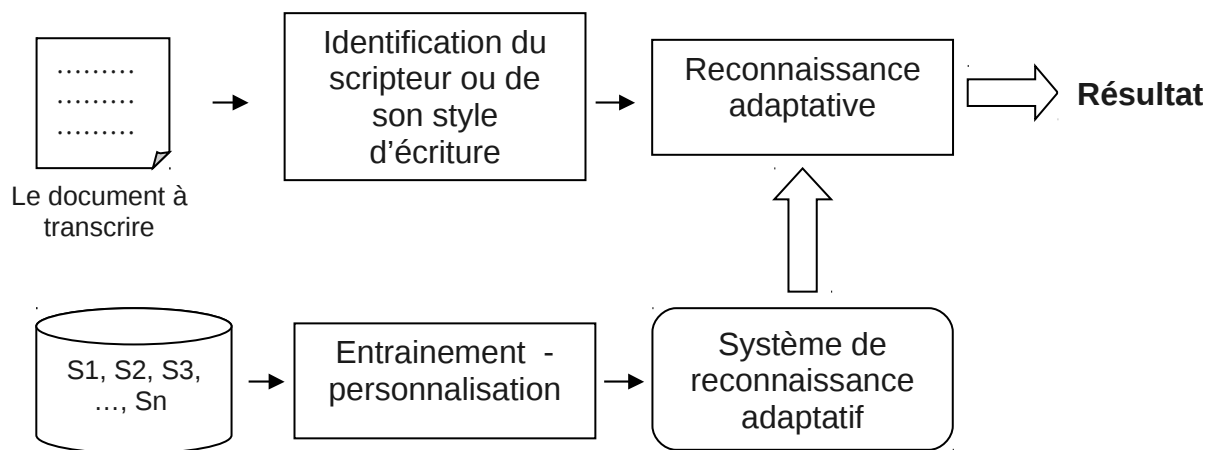 ………
………
………
Le document à
transcrire
Identification du
scripteur ou de
son style
d’écriture
Reconnaissance
adaptative
Résultat
S1, S2, S3,
…, Sn
Entrainement -
personnalisation
Système de
reconnaissance
adaptatif